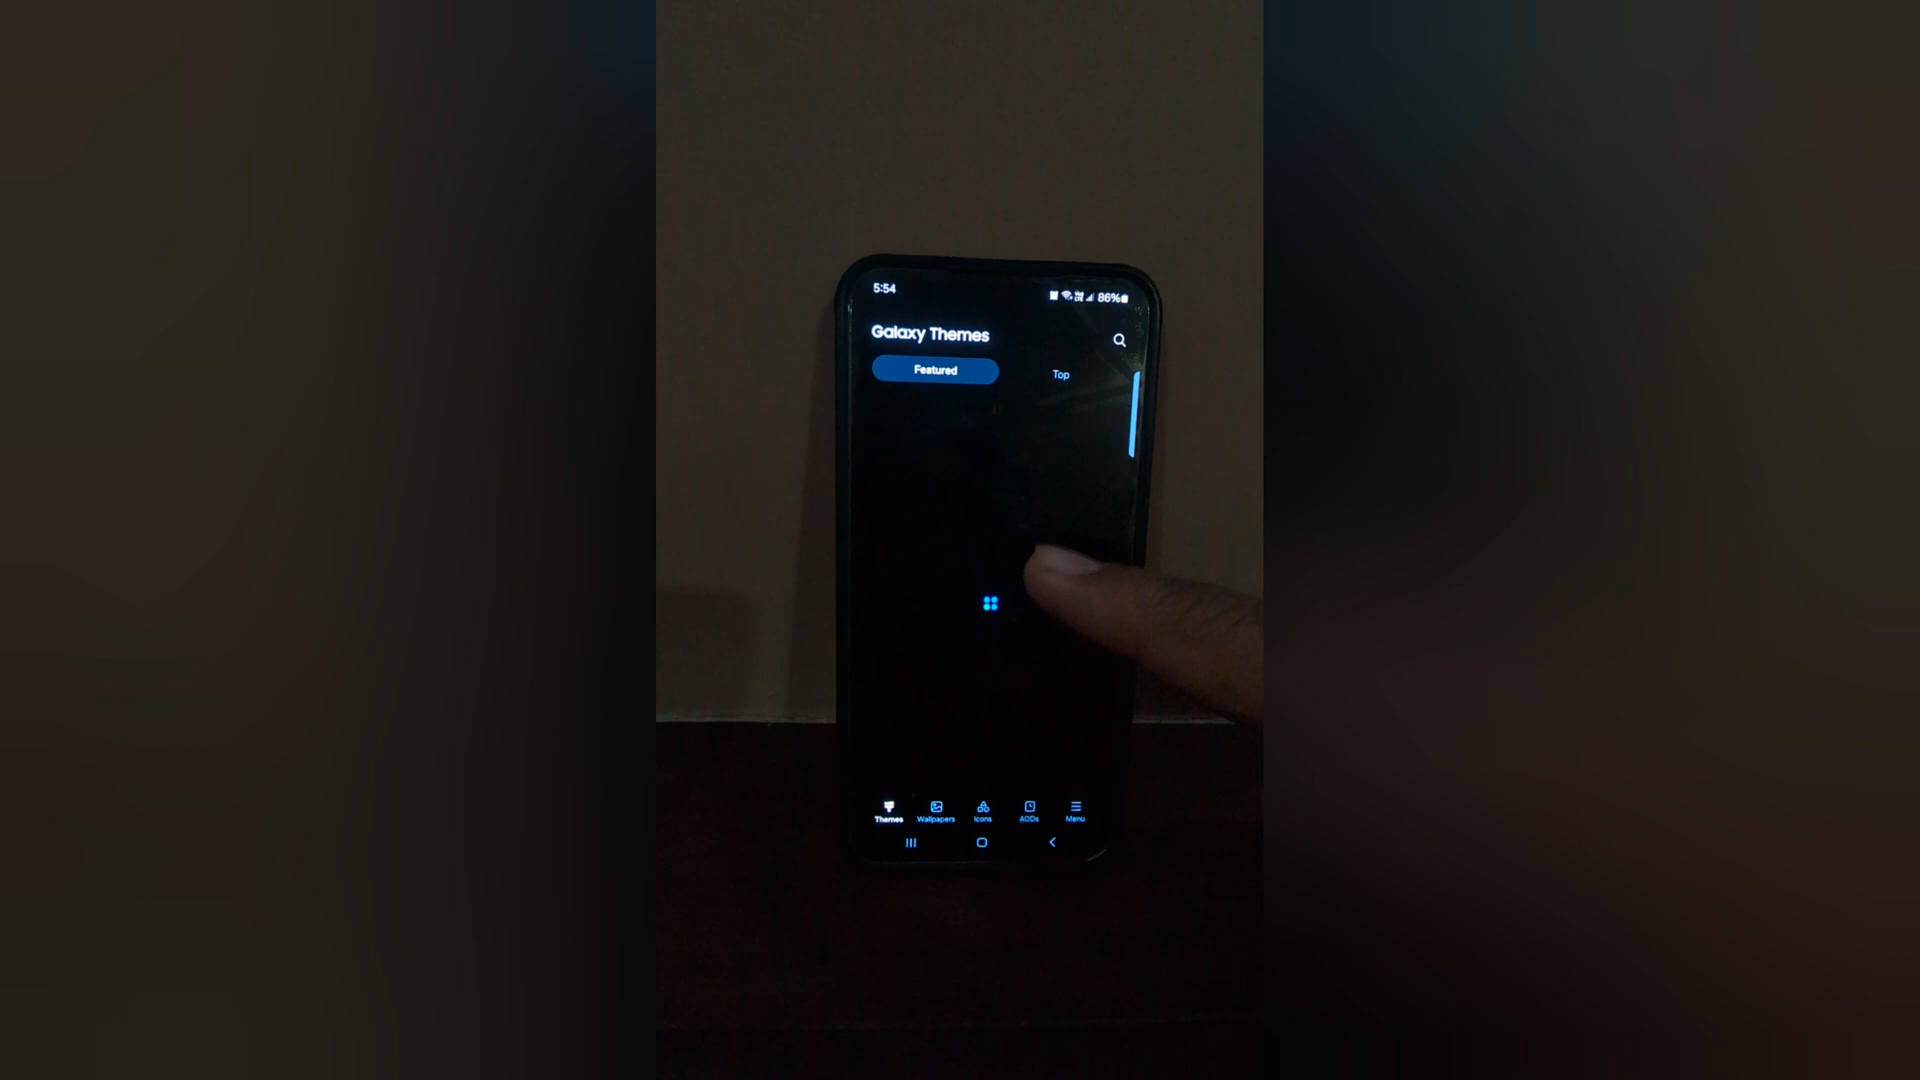 5:54
86%
Galaxy Themes
Featured
Top
Themes
Wallpapers
Icons
AODs
Menu